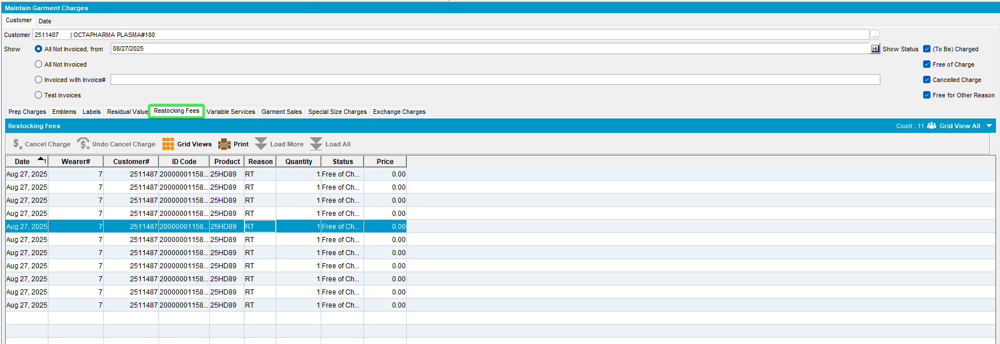 Maintain Garment Charges
Customer Date
Customer 2511487 | OCTAPHARMA PLASMA#180 ...
Show All Not Invoiced, from 08/27/2025 16 Show Status (To Be) Charged
All Not Invoiced Free of Charge
Invoiced with Invoice# Cancelled Charge
Test invoices Free for Other Reason
Prep Charges Emblems Labels Residual Value Restocking Fees Variable Services Garment Sales Special Size Charges Exchange Charges
Restocking Fees Count : 11 Grid View All
Cancel Charge Undo Cancel Charge Grid Views Print Load More Load All
Date 1 Wearer# Customer# ID Code Product Reason Quantity Status Price
Aug 27, 2025 7 2511487 20000001158... 25HD89 RT 1 Free of Ch... 0.00
Aug 27, 2025 7 2511487 20000001158... 25HD89 RT 1 Free of Ch... 0.00
Aug 27, 2025 7 2511487 20000001158... 25HD89 RT 1 Free of Ch... 0.00
Aug 27, 2025 7 2511487 20000001158... 25HD89 RT 1 Free of Ch... 0.00
Aug 27, 2025 7 2511487 20000001158... 25HD89 RT 1 Free of Ch... 0.00
Aug 27, 2025 7 2511487 20000001158... 25HD89 RT 1 Free of Ch... 0.00
Aug 27, 2025 7 2511487 20000001158... 25HD89 RT 1 Free of Ch... 0.00
Aug 27, 2025 7 2511487 20000001158... 25HD89 RT 1 Free of Ch... 0.00
Aug 27, 2025 7 2511487 20000001158... 25HD89 RT 1 Free of Ch... 0.00
Aug 27, 2025 7 2511487 20000001158... 25HD89 RT 1 Free of Ch... 0.00
Aug 27, 2025 7 2511487 20000001158... 25HD89 RT 1 Free of Ch... 0.00